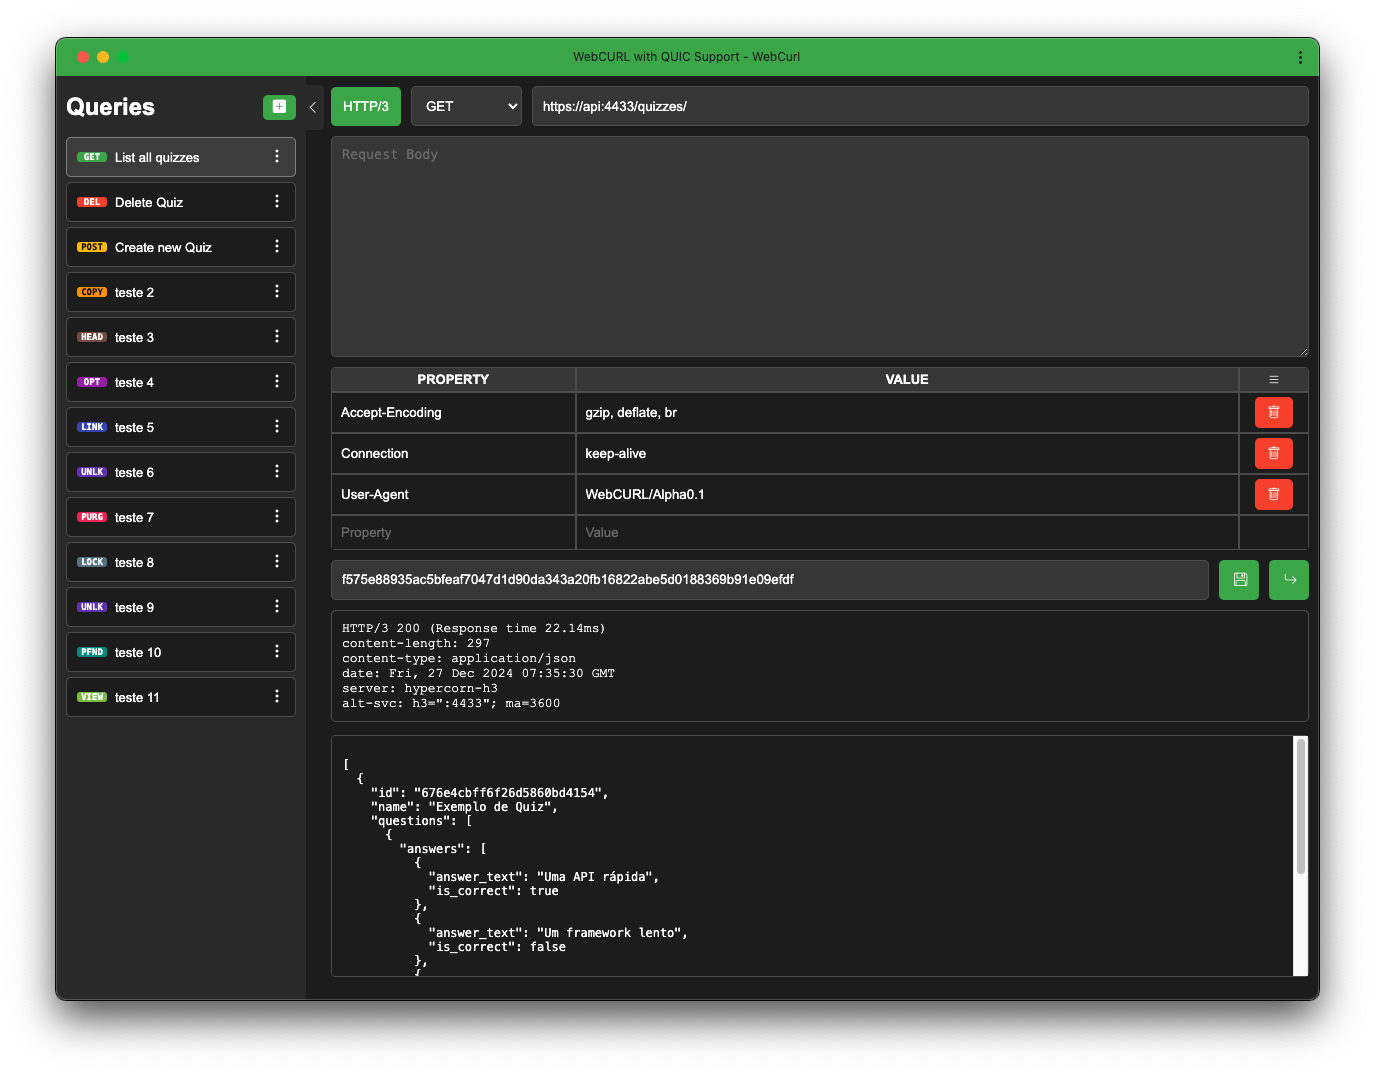 WebCURL with QUIC Support - WebCurl
Queries
GET List all quizzes
DEL Delete Quiz
POST Create new Quiz
COPY teste 2
HEAD teste 3
OPT teste 4
LINK teste 5
UNLK teste 6
PURG teste 7
LOCK teste 8
UNLK teste 9
PFND teste 10
VIEW teste 11
HTTP/3 GET https://api:4433/quizzes/
Request Body
PROPERTY VALUE
Accept-Encoding gzip, deflate, br
Connection keep-alive
User-Agent WebCURL/Alpha0.1
Property Value
f575e88935ac5bfeaf7047d1d90da343a20fb16822abe5d0188369b91e09efdf
HTTP/3 200 (Response time 22.14ms)
content-length: 297
content-type: application/json
date: Fri, 27 Dec 2024 07:35:30 GMT
server: hypercorn-h3
alt-svc: h3=":4433"; ma=3600
[
  {
    "id": "676e4cbff6f26d5860bd4154",
    "name": "Exemplo de Quiz",
    "questions": [
      {
        "answers": [
          {
            "answer_text": "Uma API rápida",
            "is_correct": true
          },
          {
            "answer_text": "Um framework lento",
            "is_correct": false
          },
          {